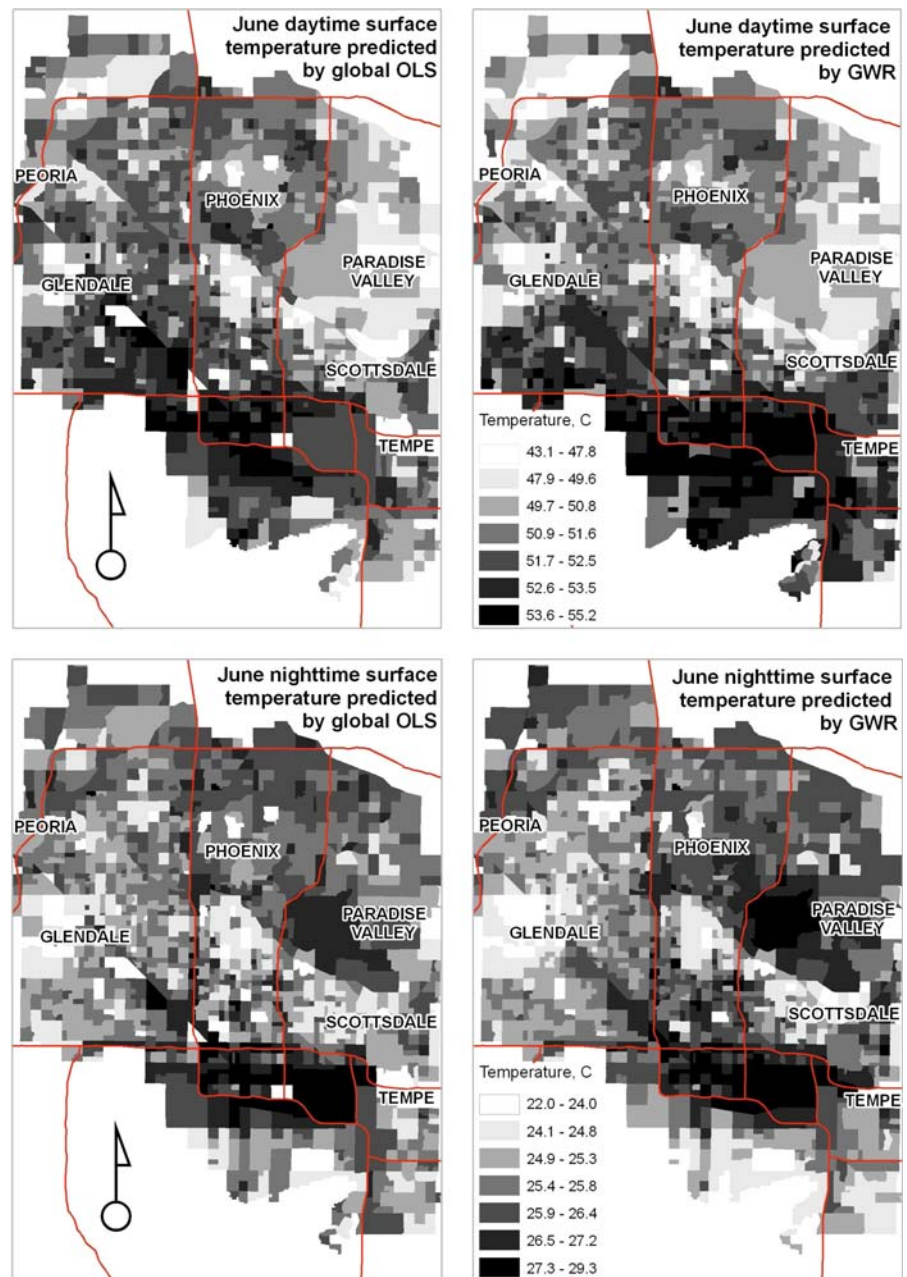 June daytime surface
temperature predicted
by global OLS
PEORIA
PHOENIX
PARADISE
VALLEY
GLENDALE
SCOTTSDALE
TEMPE
June daytime surface
temperature predicted
by GWR
PEORIA
PHOENIX
PARADISE
VALLEY
GLENDALE
SCOTTSDALE
TEMPE
Temperature, C
43.1 - 47.8
47.9 - 49.6
49.7 - 50.8
50.9 - 51.6
51.7 - 52.5
52.6 - 53.5
53.6 - 55.2
June nighttime surface
temperature predicted
by global OLS
PEORIA
PHOENIX
PARADISE
VALLEY
GLENDALE
SCOTTSDALE
TEMPE
June nighttime surface
temperature predicted
by GWR
PEORIA
PHOENIX
PARADISE
VALLEY
GLENDALE
SCOTTSDALE
TEMPE
Temperature, C
22.0 - 24.0
24.1 - 24.8
24.9 - 25.3
25.4 - 25.8
25.9 - 26.4
26.5 - 27.2
27.3 - 29.3